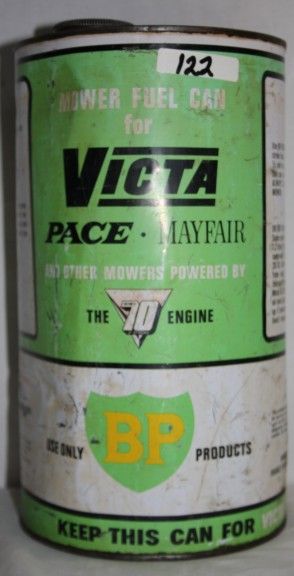 122
MOWER FUEL CAN
for
VICTA
PACE · MAYFAIR
AND OTHER MOWERS POWERED BY
THE 70 ENGINE
USE ONLY BP PRODUCTS
KEEP THIS CAN FOR VIC